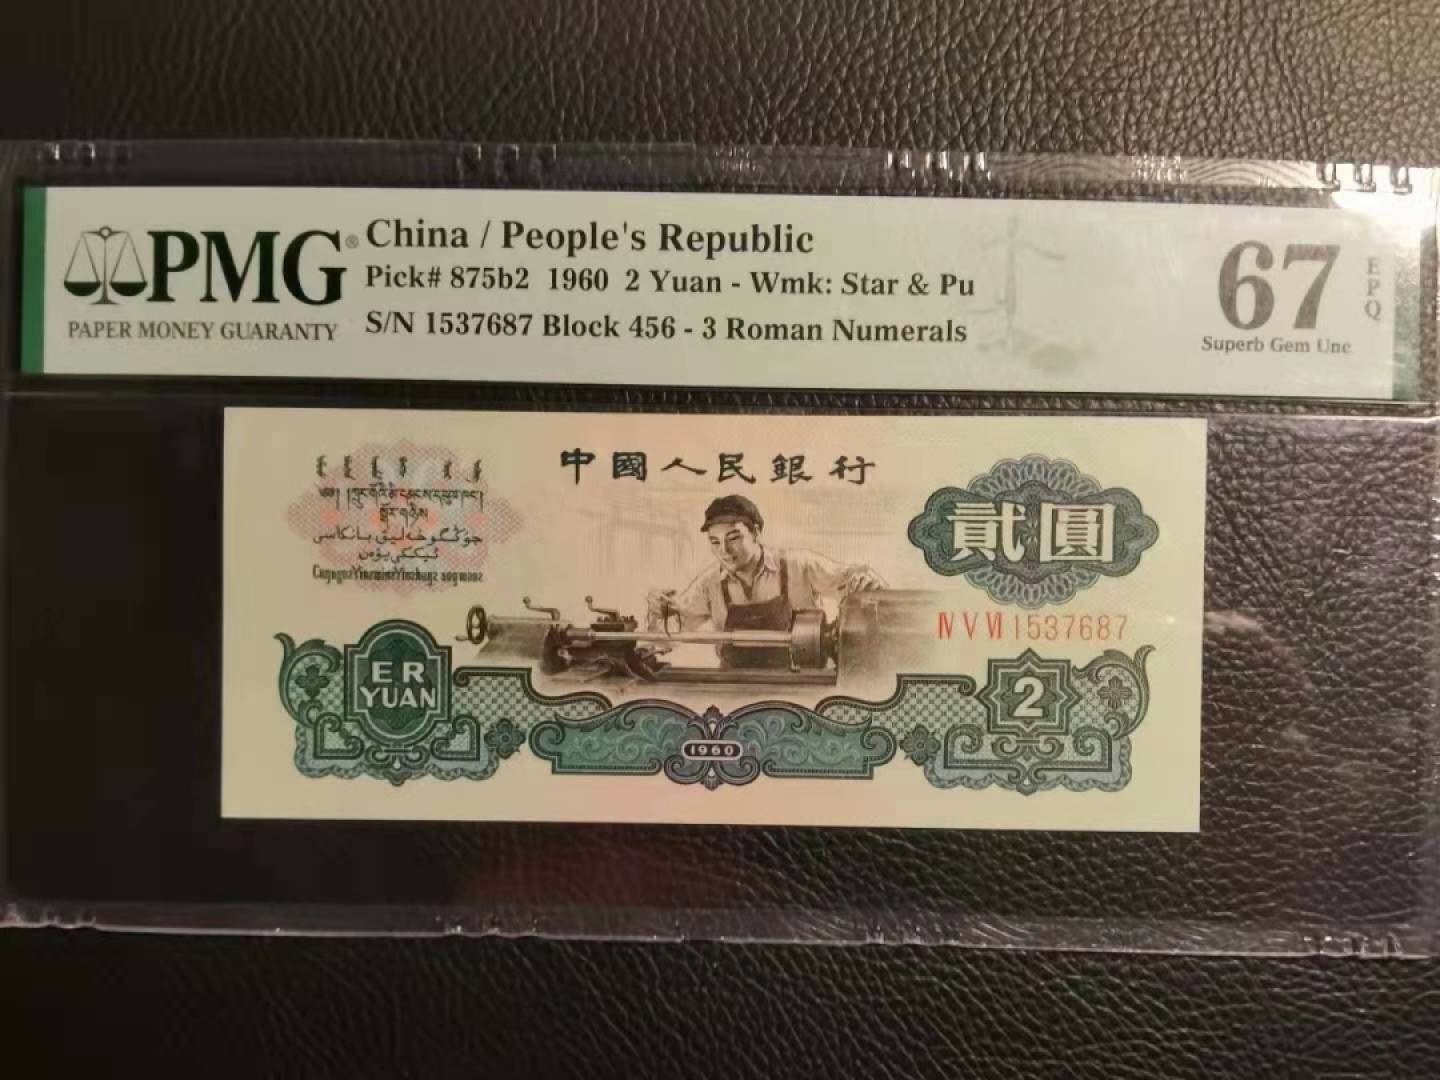 PMG®
PAPER MONEY GUARANTY
China / People's Republic
Pick# 875b2 1960 2 Yuan - Wmk: Star & Pu
S/N 1537687 Block 456 - 3 Roman Numerals
67
EPQ
Superb Gem Unc
中國人民銀行
貳圓
Ⅳ Ⅴ Ⅵ 1537687
ER
YUAN
2
1960